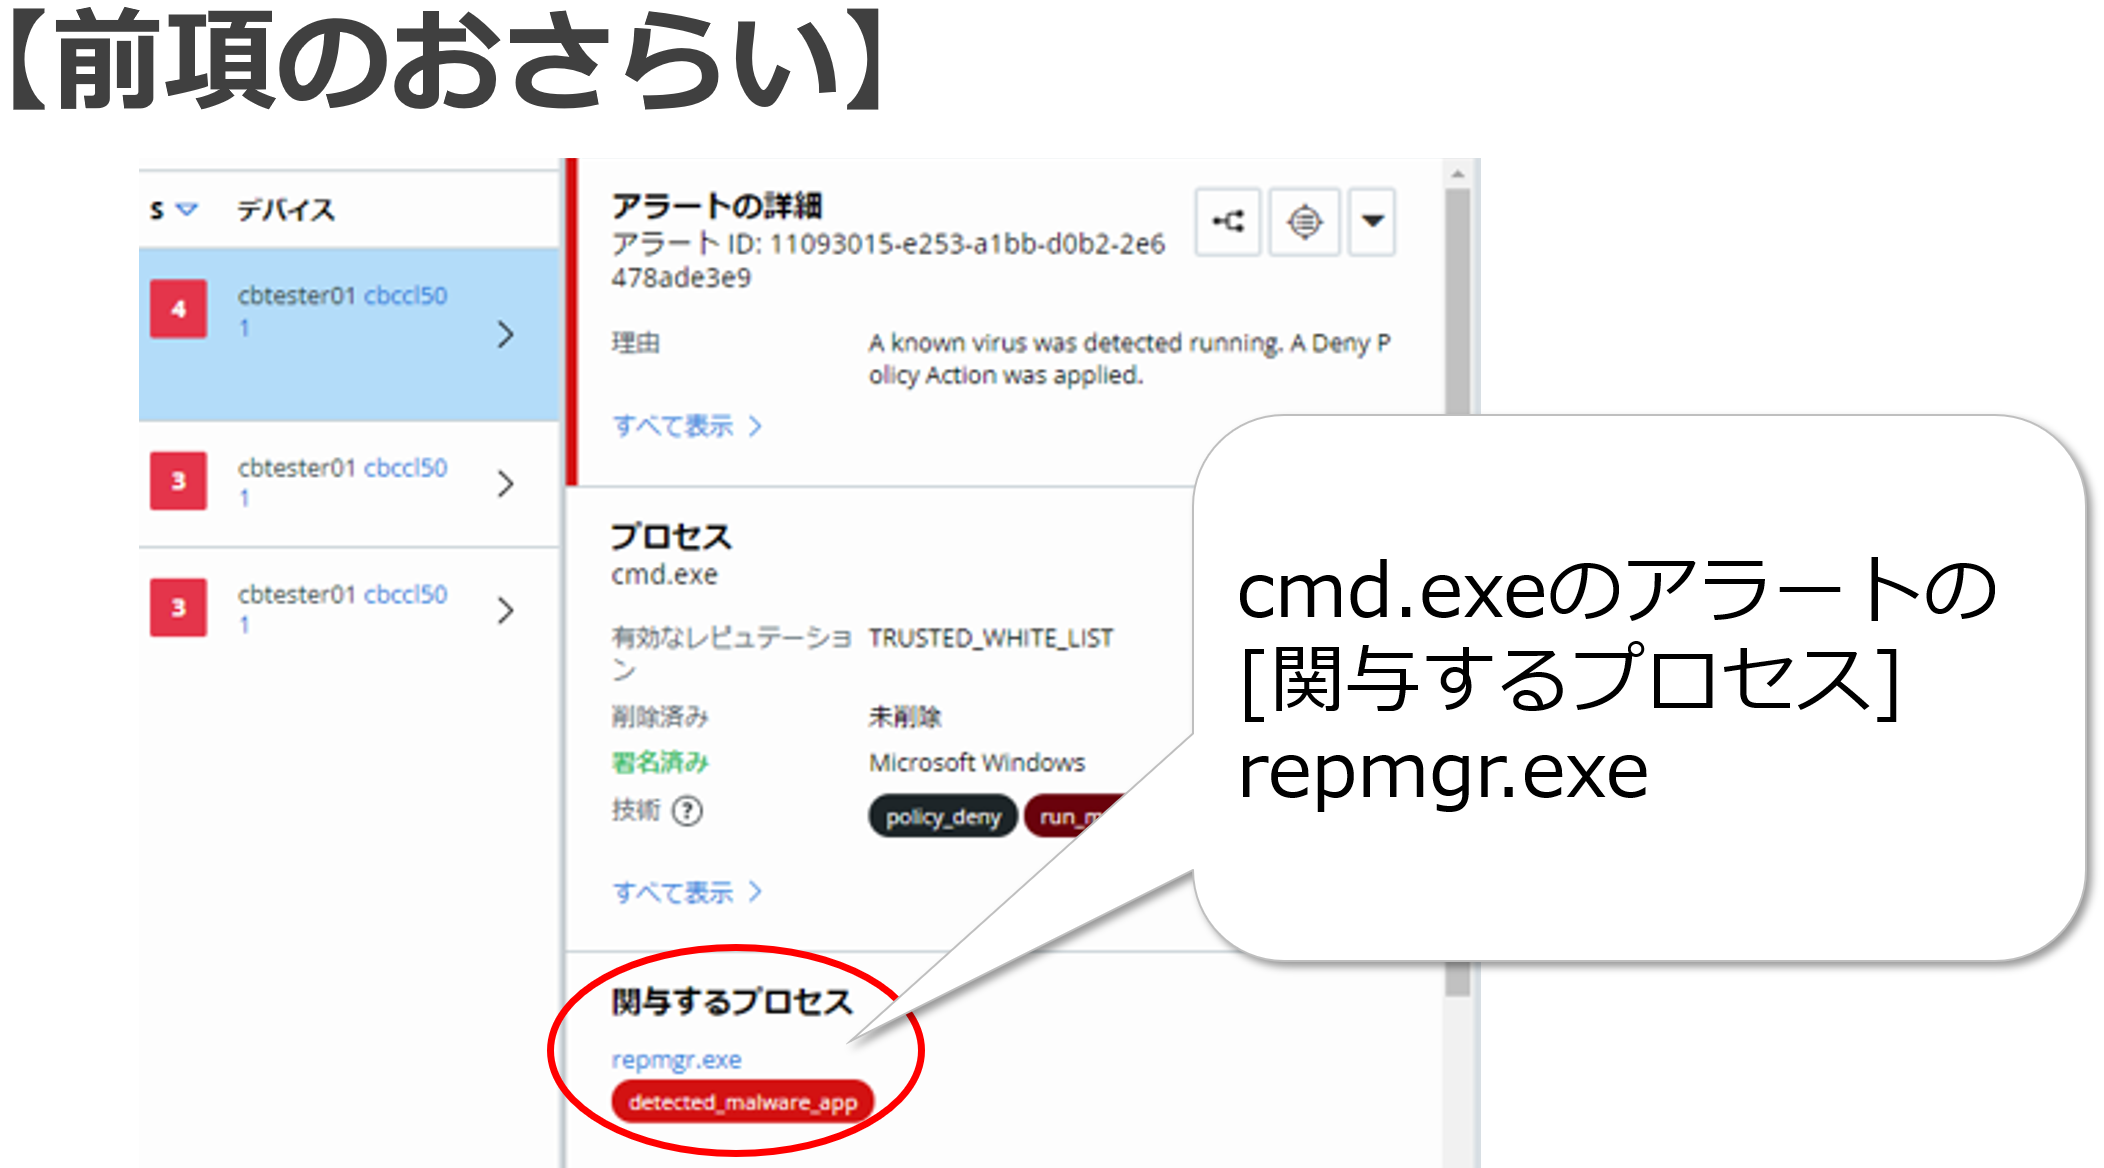 【前項のおさらい】
S デバイス
4 cbtester01 cbccl50
1
3 cbtester01 cbccl50
1
3 cbtester01 cbccl50
1
アラートの詳細
アラート ID: 11093015-e253-a1bb-d0b2-2e6
478ade3e9
理由 A known virus was detected running. A Deny P
olicy Action was applied.
すべて表示
プロセス
cmd.exe
有効なレピュテーショ TRUSTED_WHITE_LIST
ン
削除済み 未削除
署名済み Microsoft Windows
技術 ? policy_deny
すべて表示
関与するプロセス
repmgr.exe
detected_malware_app
cmd.exeのアラートの
[関与するプロセス]
repmgr.exe